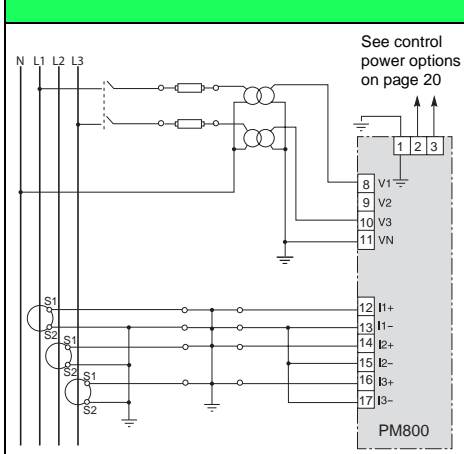 See control
power options
on page 20
N L1 L2 L3
1 2 3
8 V1
9 V2
10 V3
11 VN
S1
S2
S1
S2
S1
S2
12 I1+
13 I1–
14 I2+
15 I2–
16 I3+
17 I3–
PM800